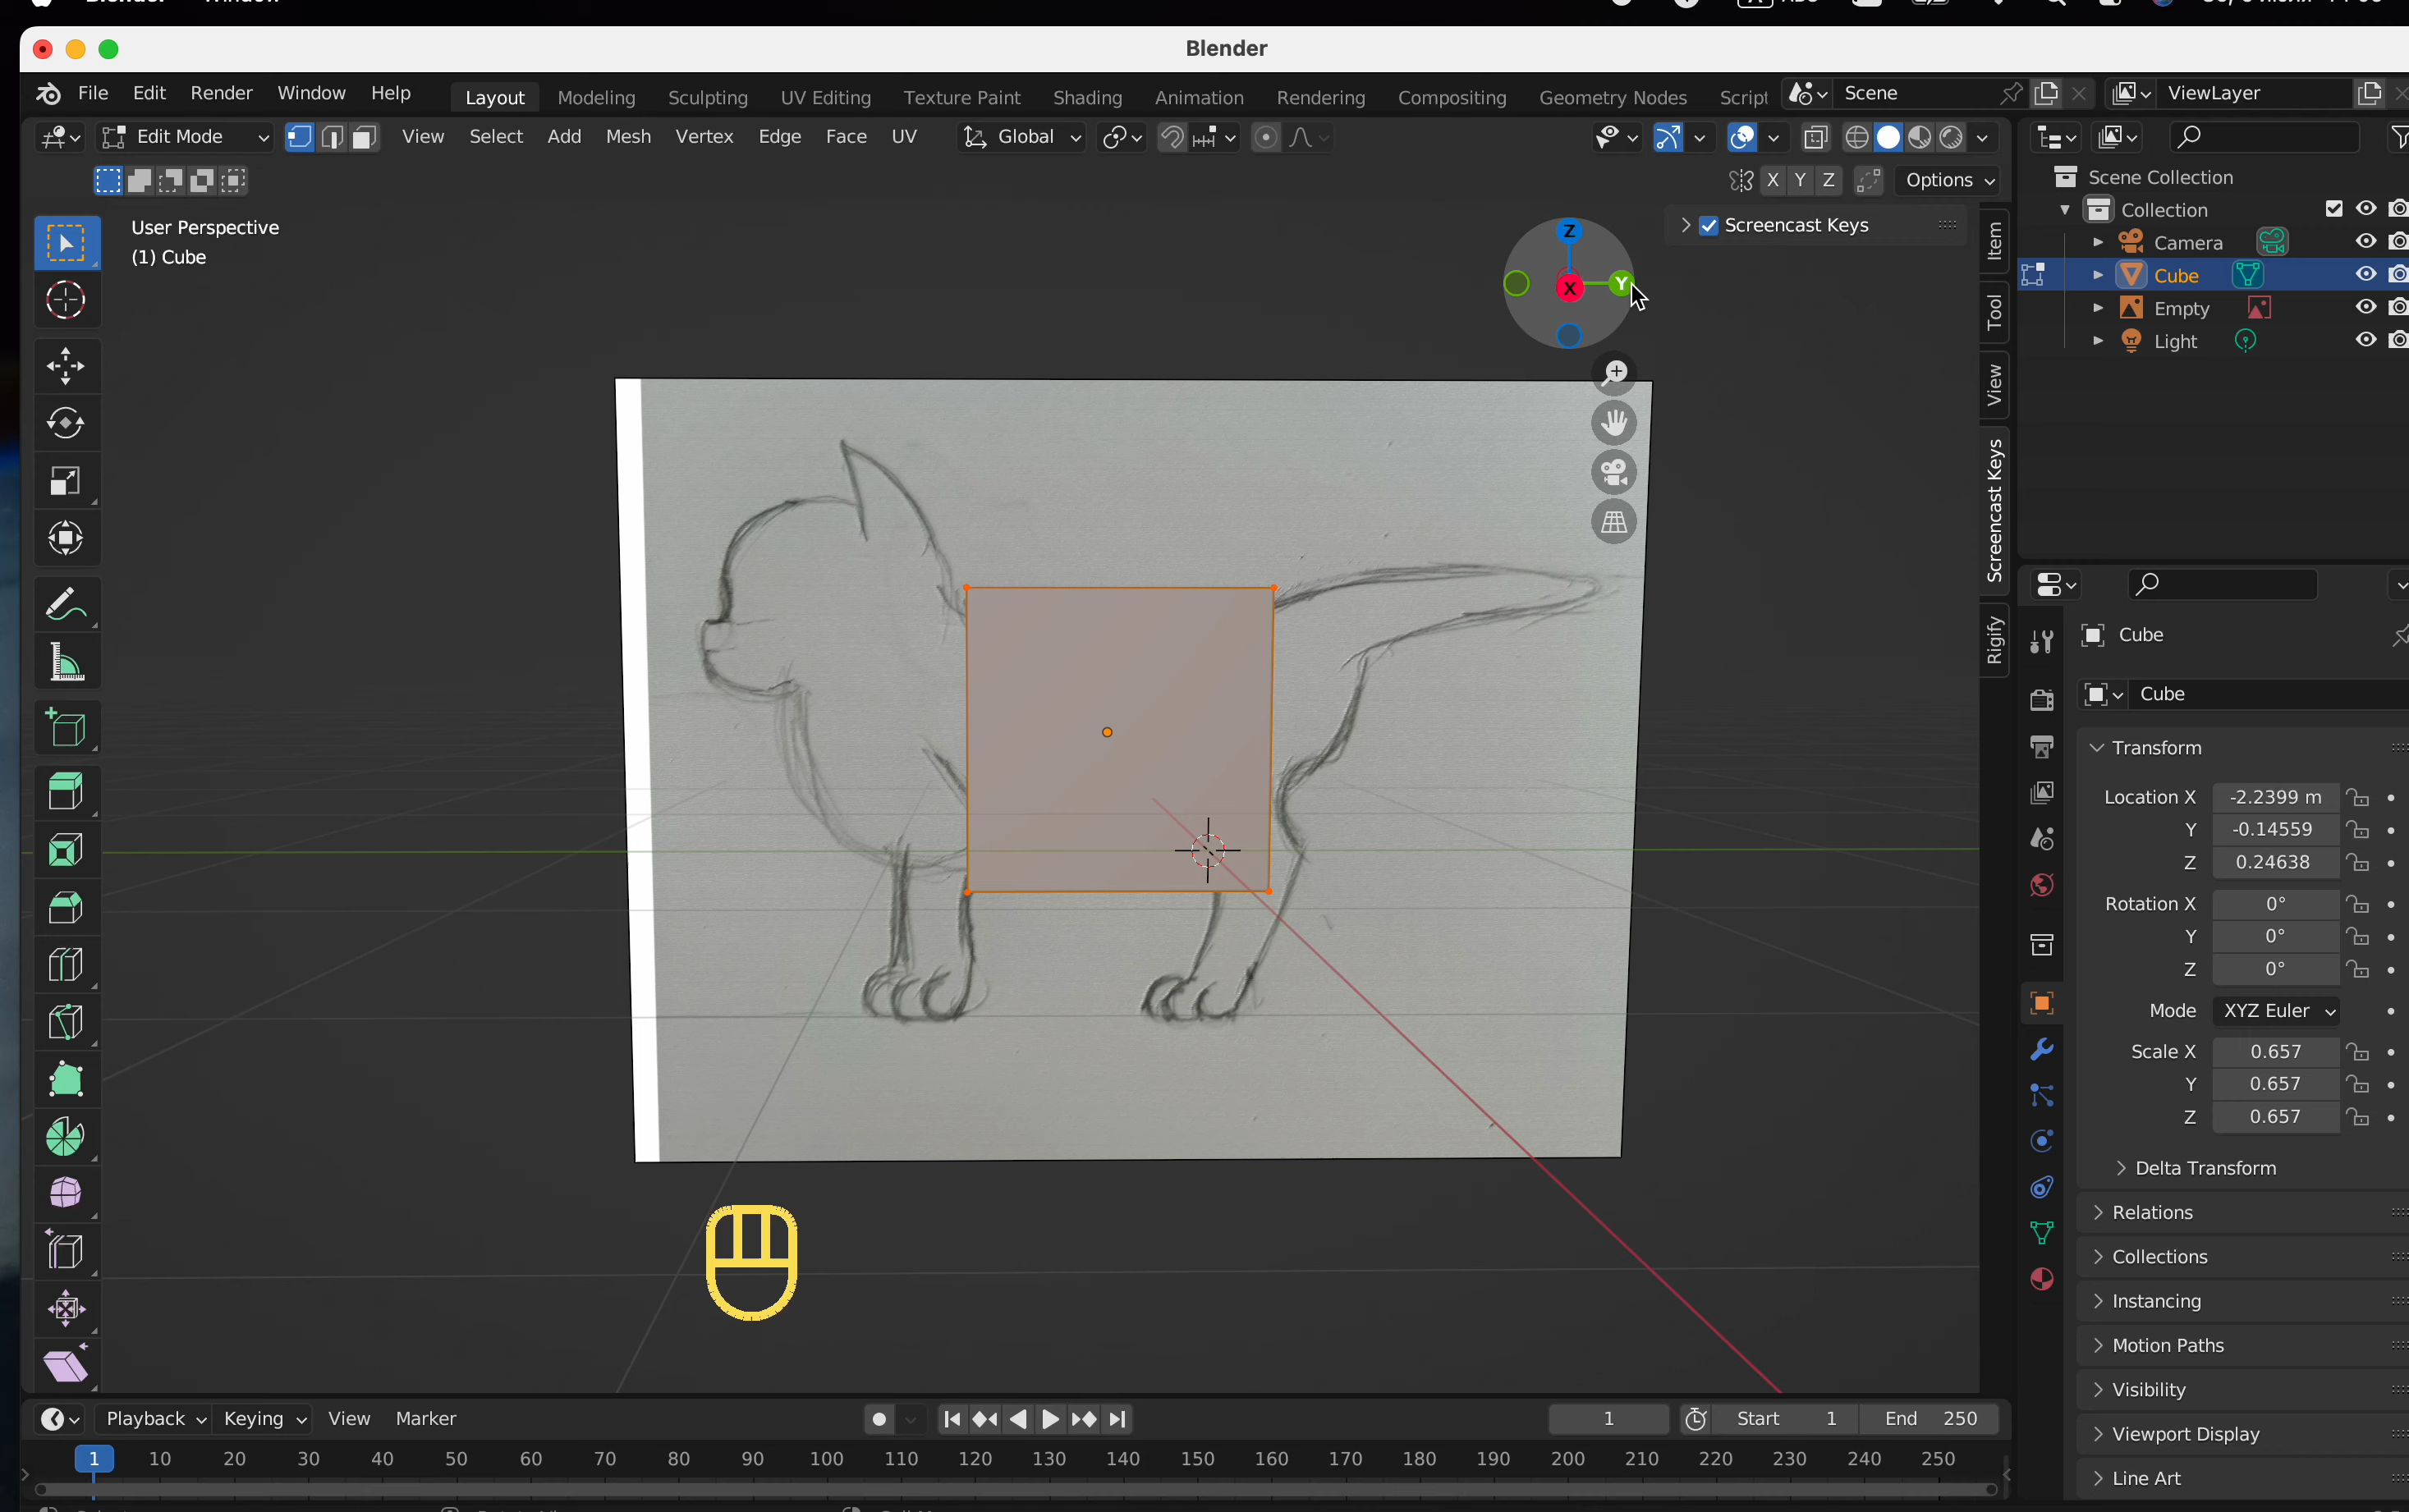 Blender
File Edit Render Window Help Layout Modeling Sculpting UV Editing Texture Paint Shading Animation Rendering Compositing Geometry Nodes Script Scene ViewLayer
Edit Mode View Select Add Mesh Vertex Edge Face UV Global
X Y Z Options
User Perspective
(1) Cube
Z
Y
X
Screencast Keys
Item
Tool
View
Screencast Keys
Rigify
Scene Collection
Collection
Camera
Cube
Empty
Light
Cube
Cube
Transform
Location X -2.2399 m
Y -0.14559
Z 0.24638
Rotation X 0°
Y 0°
Z 0°
Mode XYZ Euler
Scale X 0.657
Y 0.657
Z 0.657
Delta Transform
Relations
Collections
Instancing
Motion Paths
Visibility
Viewport Display
Line Art
Playback Keying View Marker 1 Start 1 End 250
1 10 20 30 40 50 60 70 80 90 100 110 120 130 140 150 160 170 180 190 200 210 220 230 240 250